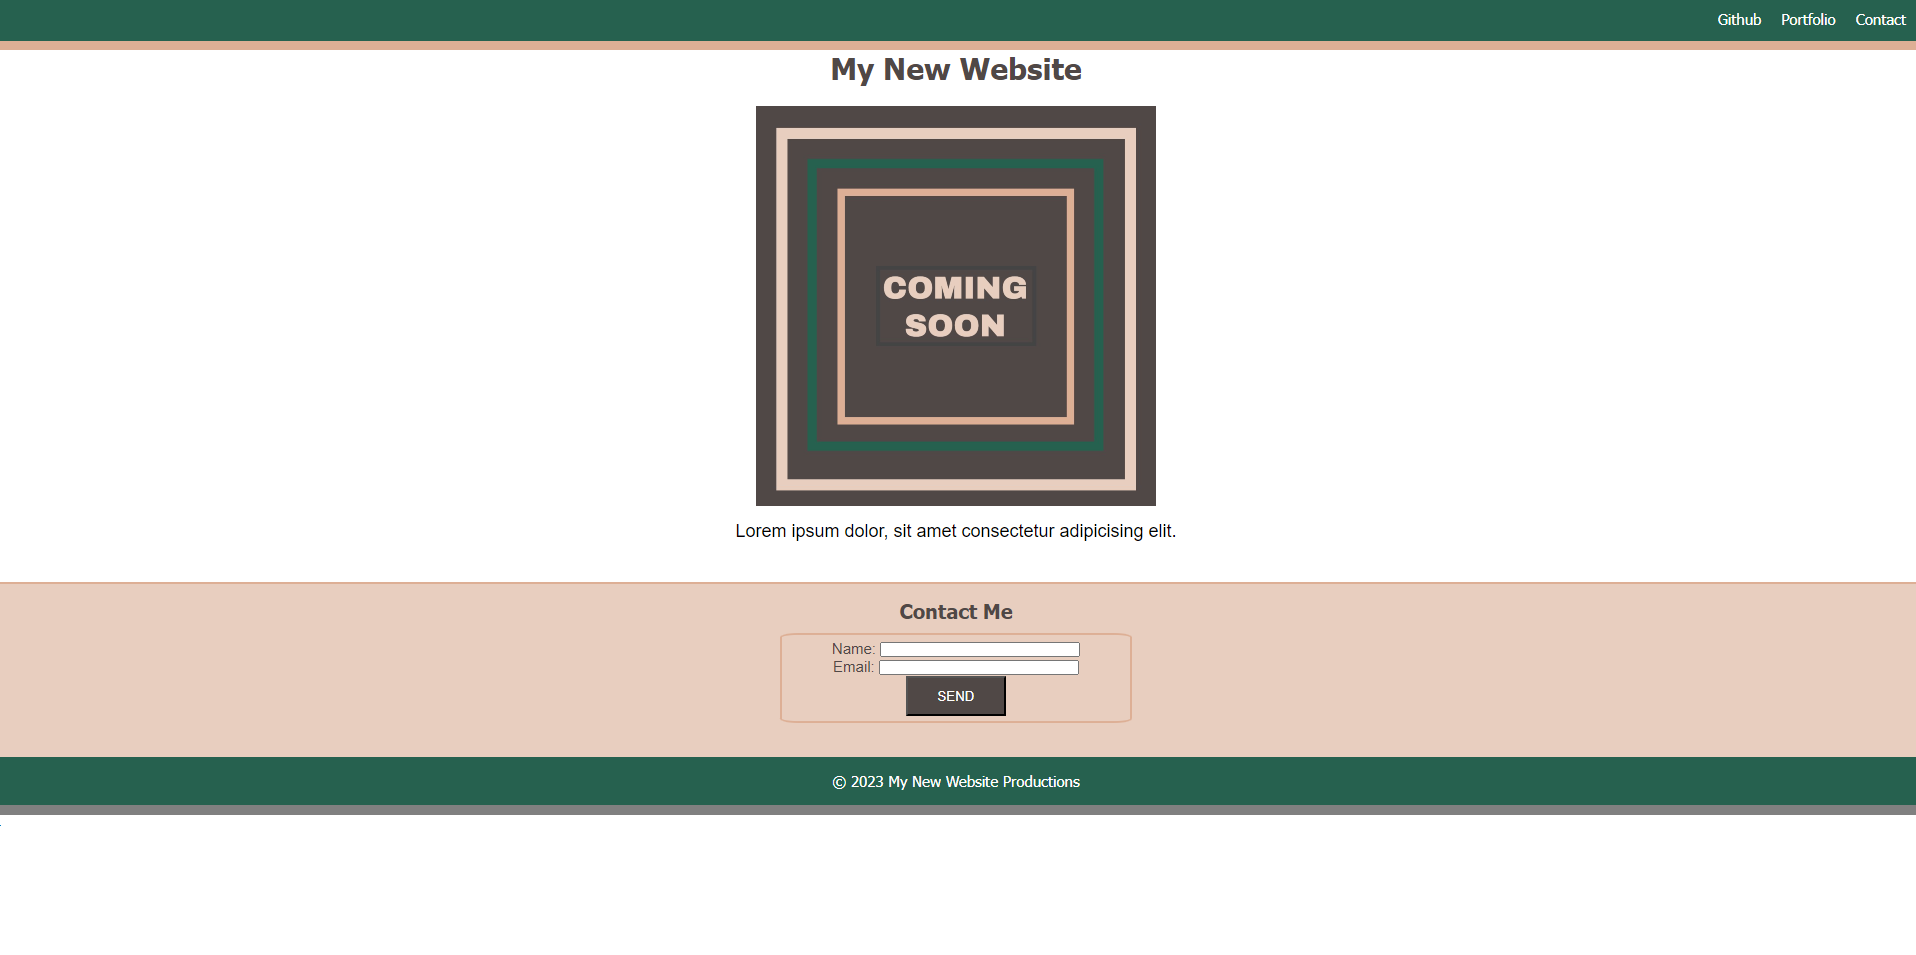 Github Portfolio Contact
My New Website
COMING
SOON
Lorem ipsum dolor, sit amet consectetur adipicising elit.
Contact Me
Name:
Email:
SEND
© 2023 My New Website Productions